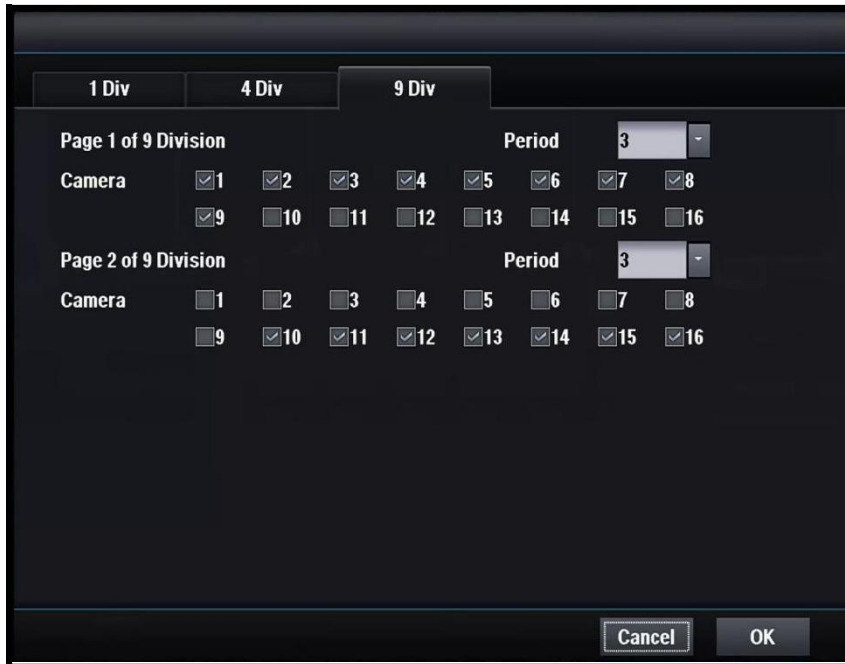 1 Div 4 Div 9 Div
Page 1 of 9 Division Period 3
Camera 1 2 3 4 5 6 7 8
9 10 11 12 13 14 15 16
Page 2 of 9 Division Period 3
Camera 1 2 3 4 5 6 7 8
9 10 11 12 13 14 15 16
Cancel OK